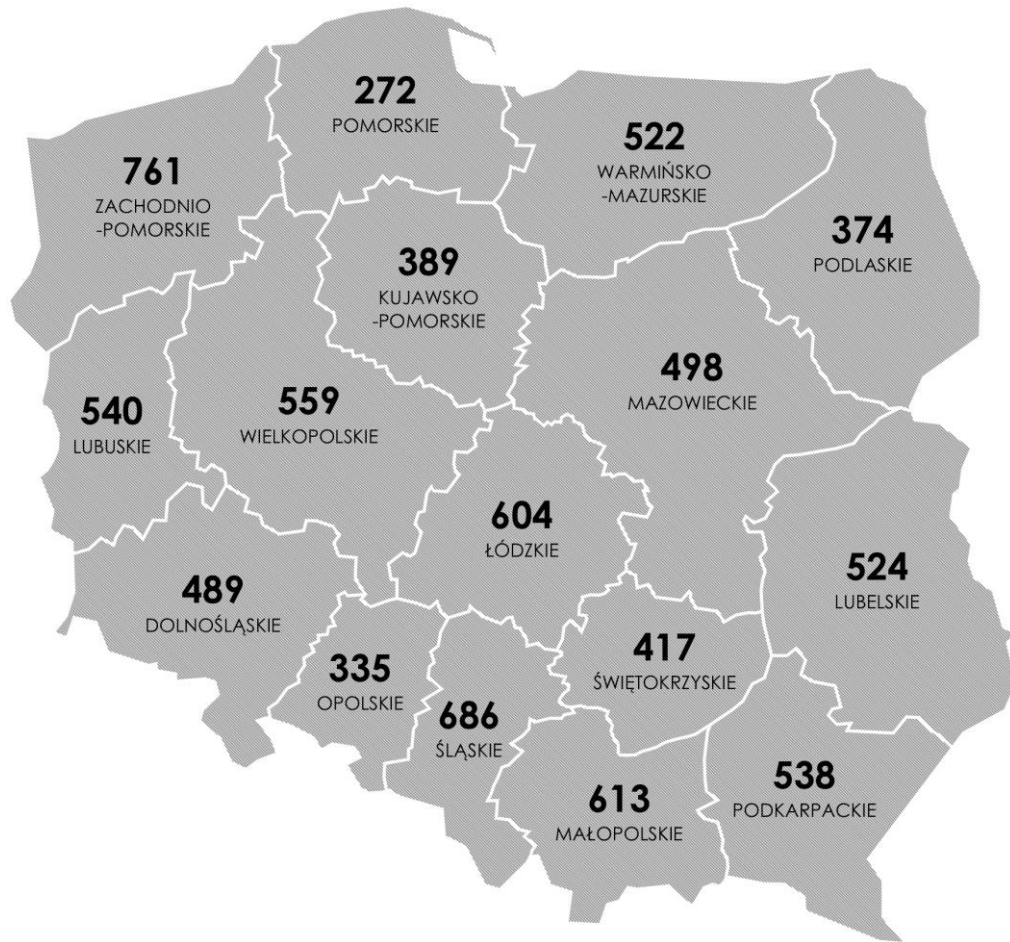 272
POMORSKIE
522
WARMIŃSKO
-MAZURSKIE
761
ZACHODNIO
-POMORSKIE
374
PODLASKIE
389
KUJAWSKO
-POMORSKIE
498
MAZOWIECKIE
540
LUBUSKIE
559
WIELKOPOLSKIE
604
ŁÓDZKIE
524
LUBELSKIE
489
DOLNOŚLĄSKIE
335
OPOLSKIE
417
ŚWIĘTOKRZYSKIE
686
ŚLĄSKIE
613
MAŁOPOLSKIE
538
PODKARPACKIE